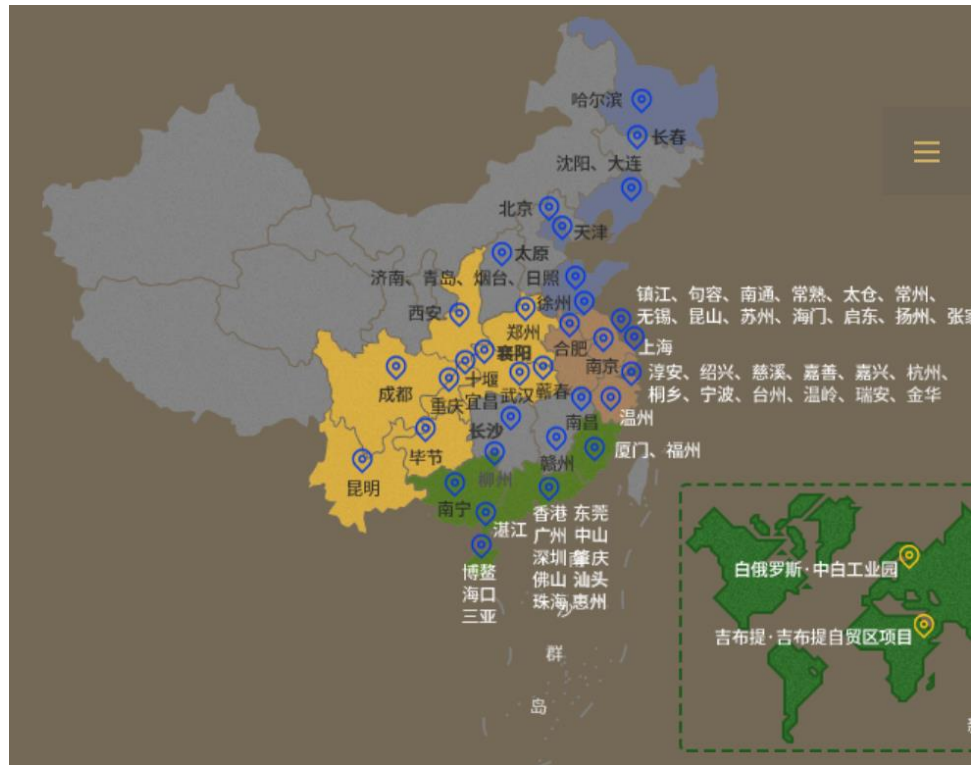 哈尔滨
长春
沈阳、大连
北京
天津
太原
济南、青岛、烟台、日照
徐州
镇江、句容、南通、常熟、太仓、常州、
无锡、昆山、苏州、海门、启东、扬州、张家
西安
郑州
合肥
南京
上海
襄阳
成都
重庆
十堰
宜昌
武汉
蕲春
淳安、绍兴、慈溪、嘉善、嘉兴、杭州、
桐乡、宁波、台州、温岭、瑞安、金华
南昌
温州
长沙
毕节
赣州
厦门、福州
昆明
柳州
南宁
湛江
香港 东莞
广州 中山
深圳 肇庆
佛山 汕头
珠海 惠州
博鳌
海口
三亚
南
沙
群
岛
白俄罗斯·中白工业园
吉布提·吉布提自贸区项目